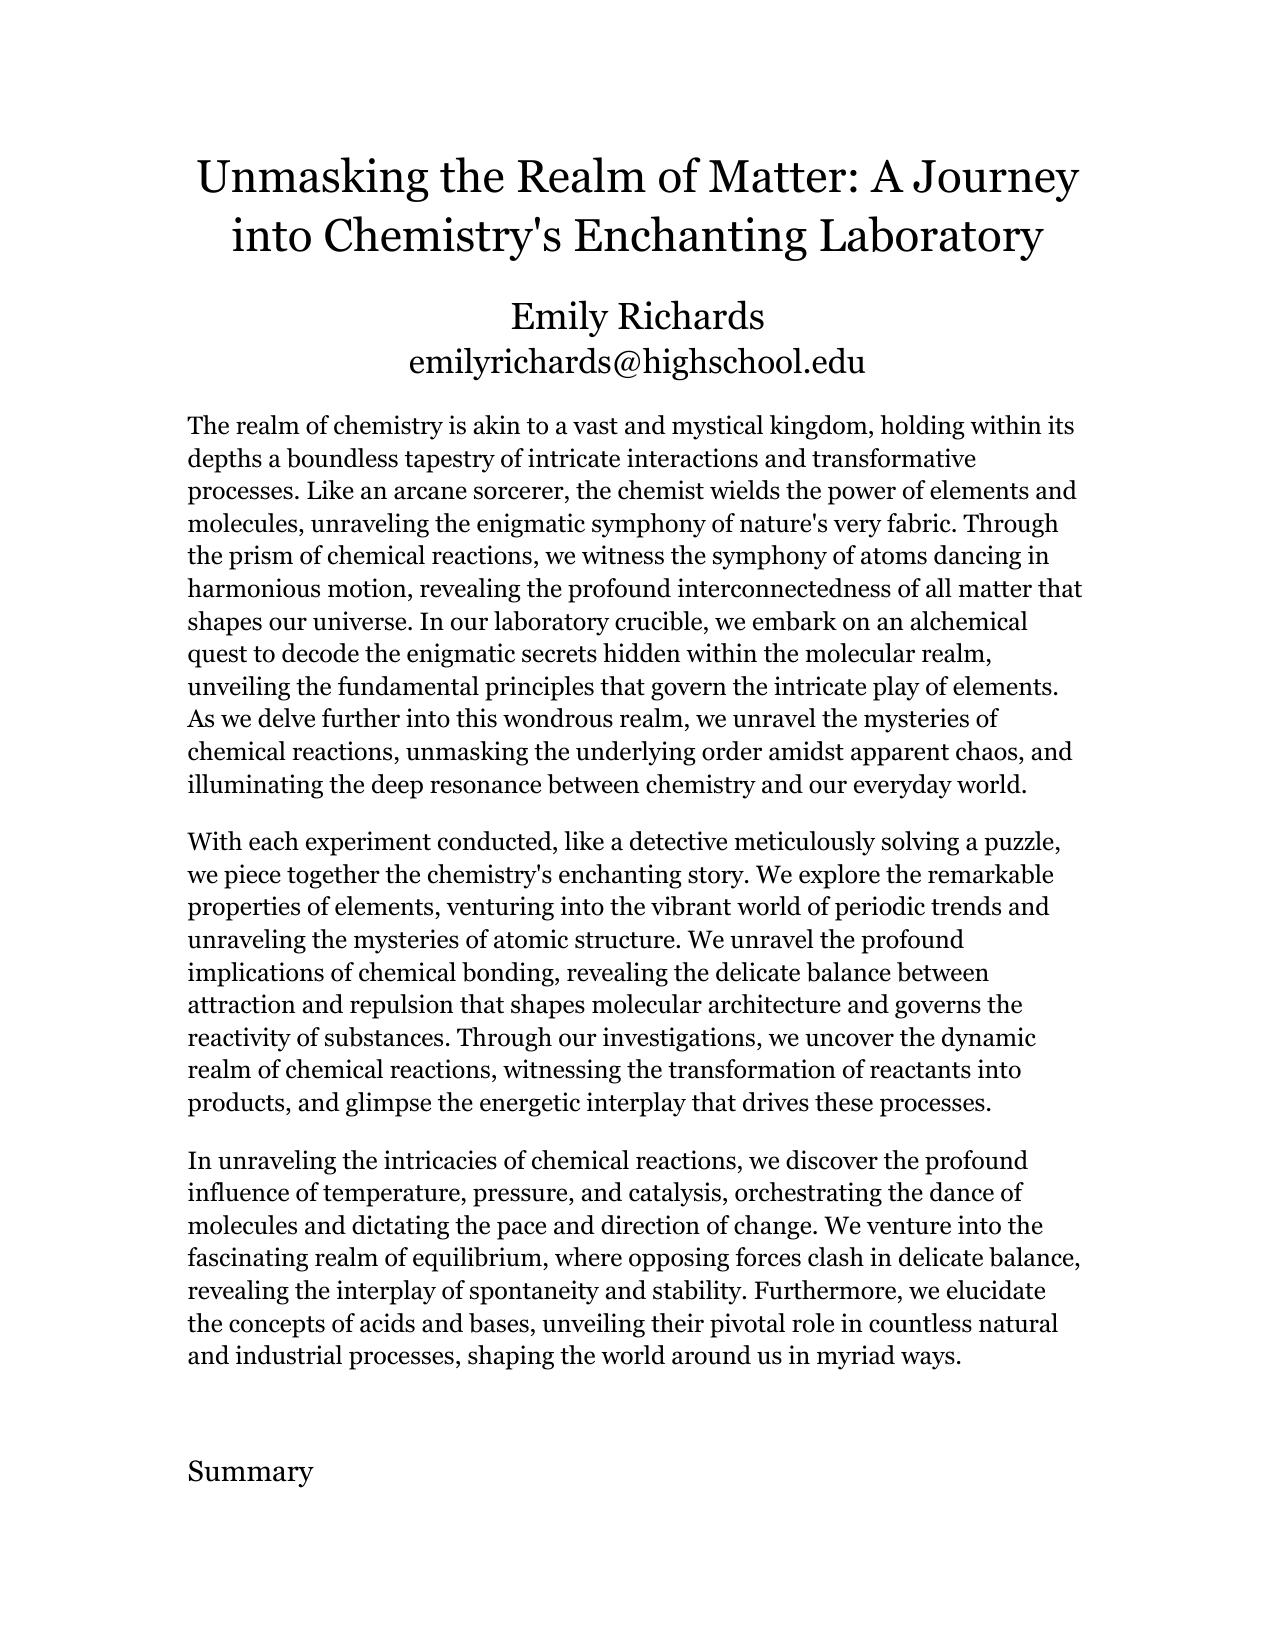 Unmasking the Realm of Matter: A Journey
into Chemistry's Enchanting Laboratory
Emily Richards
emilyrichards@highschool.edu
The realm of chemistry is akin to a vast and mystical kingdom, holding within its
depths a boundless tapestry of intricate interactions and transformative
processes. Like an arcane sorcerer, the chemist wields the power of elements and
molecules, unraveling the enigmatic symphony of nature's very fabric. Through
the prism of chemical reactions, we witness the symphony of atoms dancing in
harmonious motion, revealing the profound interconnectedness of all matter that
shapes our universe. In our laboratory crucible, we embark on an alchemical
quest to decode the enigmatic secrets hidden within the molecular realm,
unveiling the fundamental principles that govern the intricate play of elements.
As we delve further into this wondrous realm, we unravel the mysteries of
chemical reactions, unmasking the underlying order amidst apparent chaos, and
illuminating the deep resonance between chemistry and our everyday world.
With each experiment conducted, like a detective meticulously solving a puzzle,
we piece together the chemistry's enchanting story. We explore the remarkable
properties of elements, venturing into the vibrant world of periodic trends and
unraveling the mysteries of atomic structure. We unravel the profound
implications of chemical bonding, revealing the delicate balance between
attraction and repulsion that shapes molecular architecture and governs the
reactivity of substances. Through our investigations, we uncover the dynamic
realm of chemical reactions, witnessing the transformation of reactants into
products, and glimpse the energetic interplay that drives these processes.
In unraveling the intricacies of chemical reactions, we discover the profound
influence of temperature, pressure, and catalysis, orchestrating the dance of
molecules and dictating the pace and direction of change. We venture into the
fascinating realm of equilibrium, where opposing forces clash in delicate balance,
revealing the interplay of spontaneity and stability. Furthermore, we elucidate
the concepts of acids and bases, unveiling their pivotal role in countless natural
and industrial processes, shaping the world around us in myriad ways.
Summary